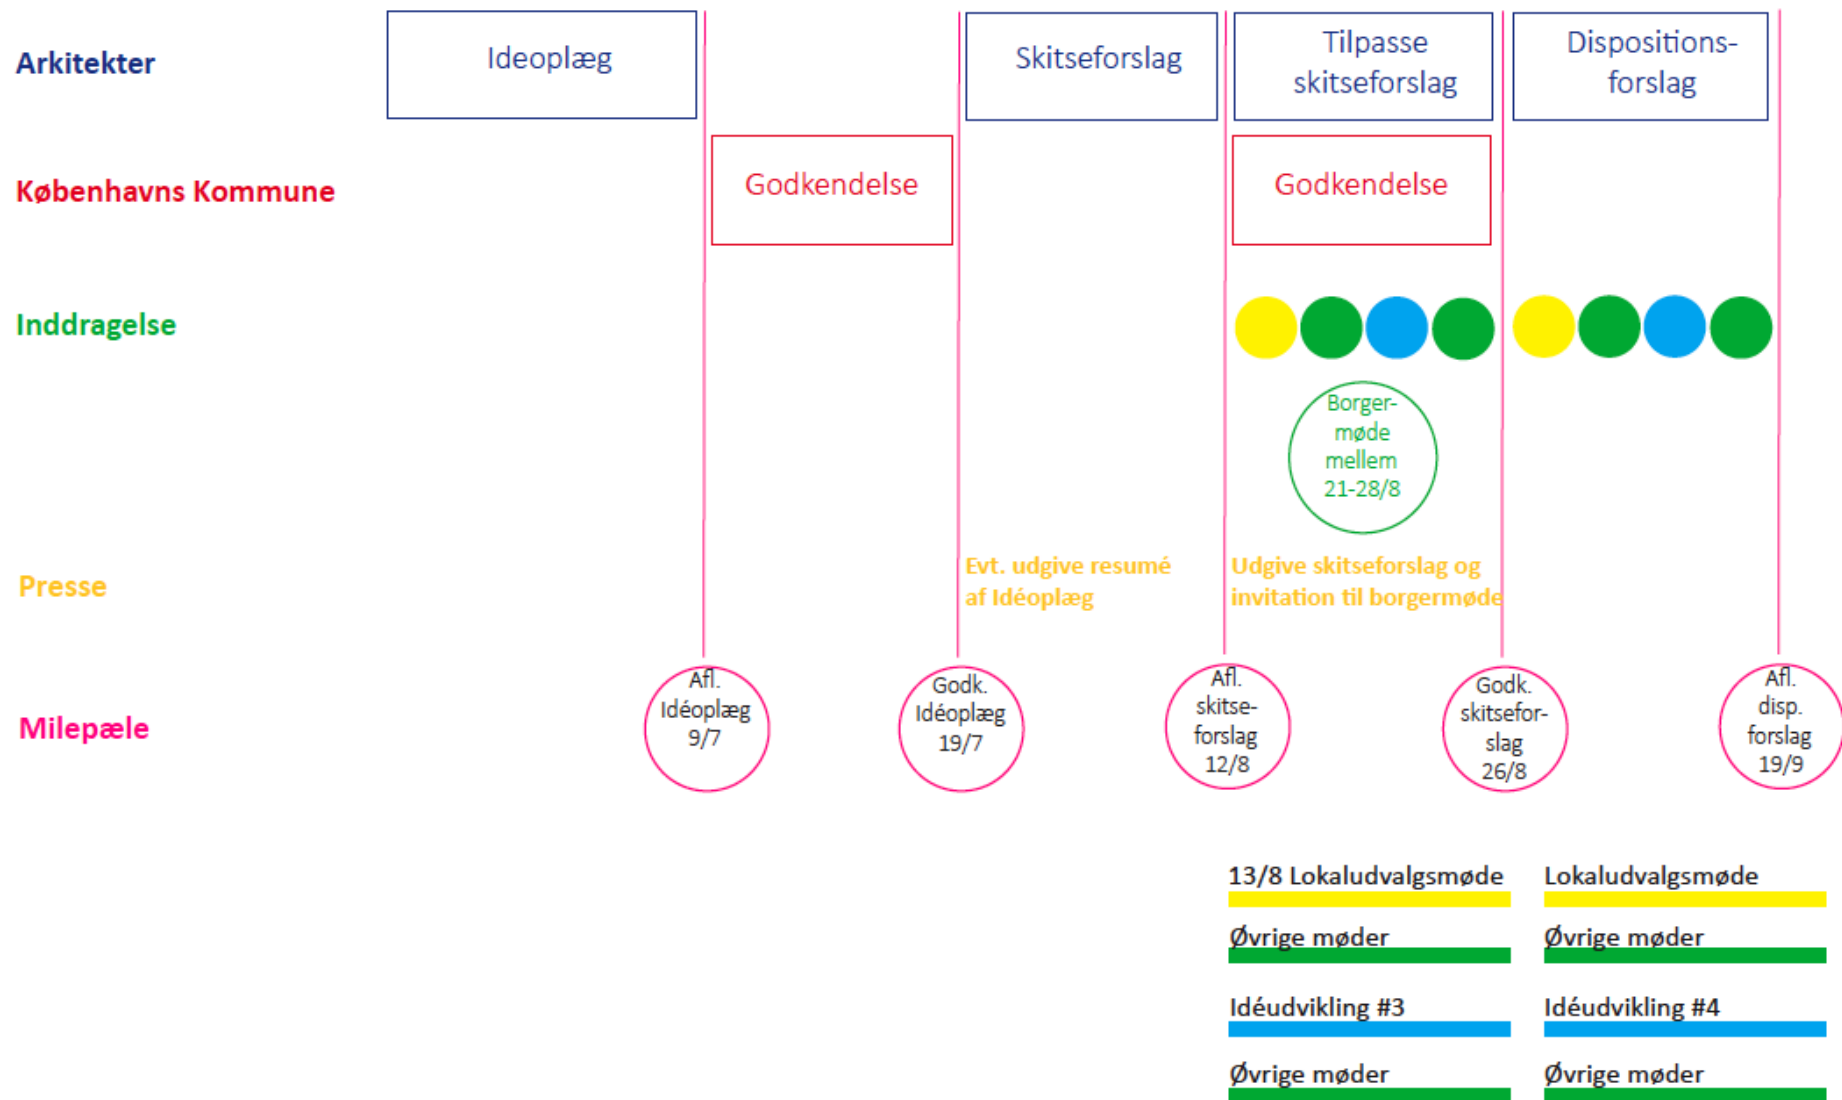 Arkitekter
Ideoplæg
Skitseforslag
Tilpasse
skitseforslag
Dispositions-
forslag
Københavns Kommune
Godkendelse
Godkendelse
Inddragelse
Borger-
møde
mellem
21-28/8
Presse
Evt. udgive resumé
af Idéoplæg
Udgive skitseforslag og
invitation til borgermøde
Milepæle
Afl.
Idéoplæg
9/7
Godk.
Idéoplæg
19/7
Afl.
skitse-
forslag
12/8
Godk.
skitsefor-
slag
26/8
Afl.
disp.
forslag
19/9
13/8 Lokaludvalgsmøde
Øvrige møder
Idéudvikling #3
Øvrige møder
Lokaludvalgsmøde
Øvrige møder
Idéudvikling #4
Øvrige møder